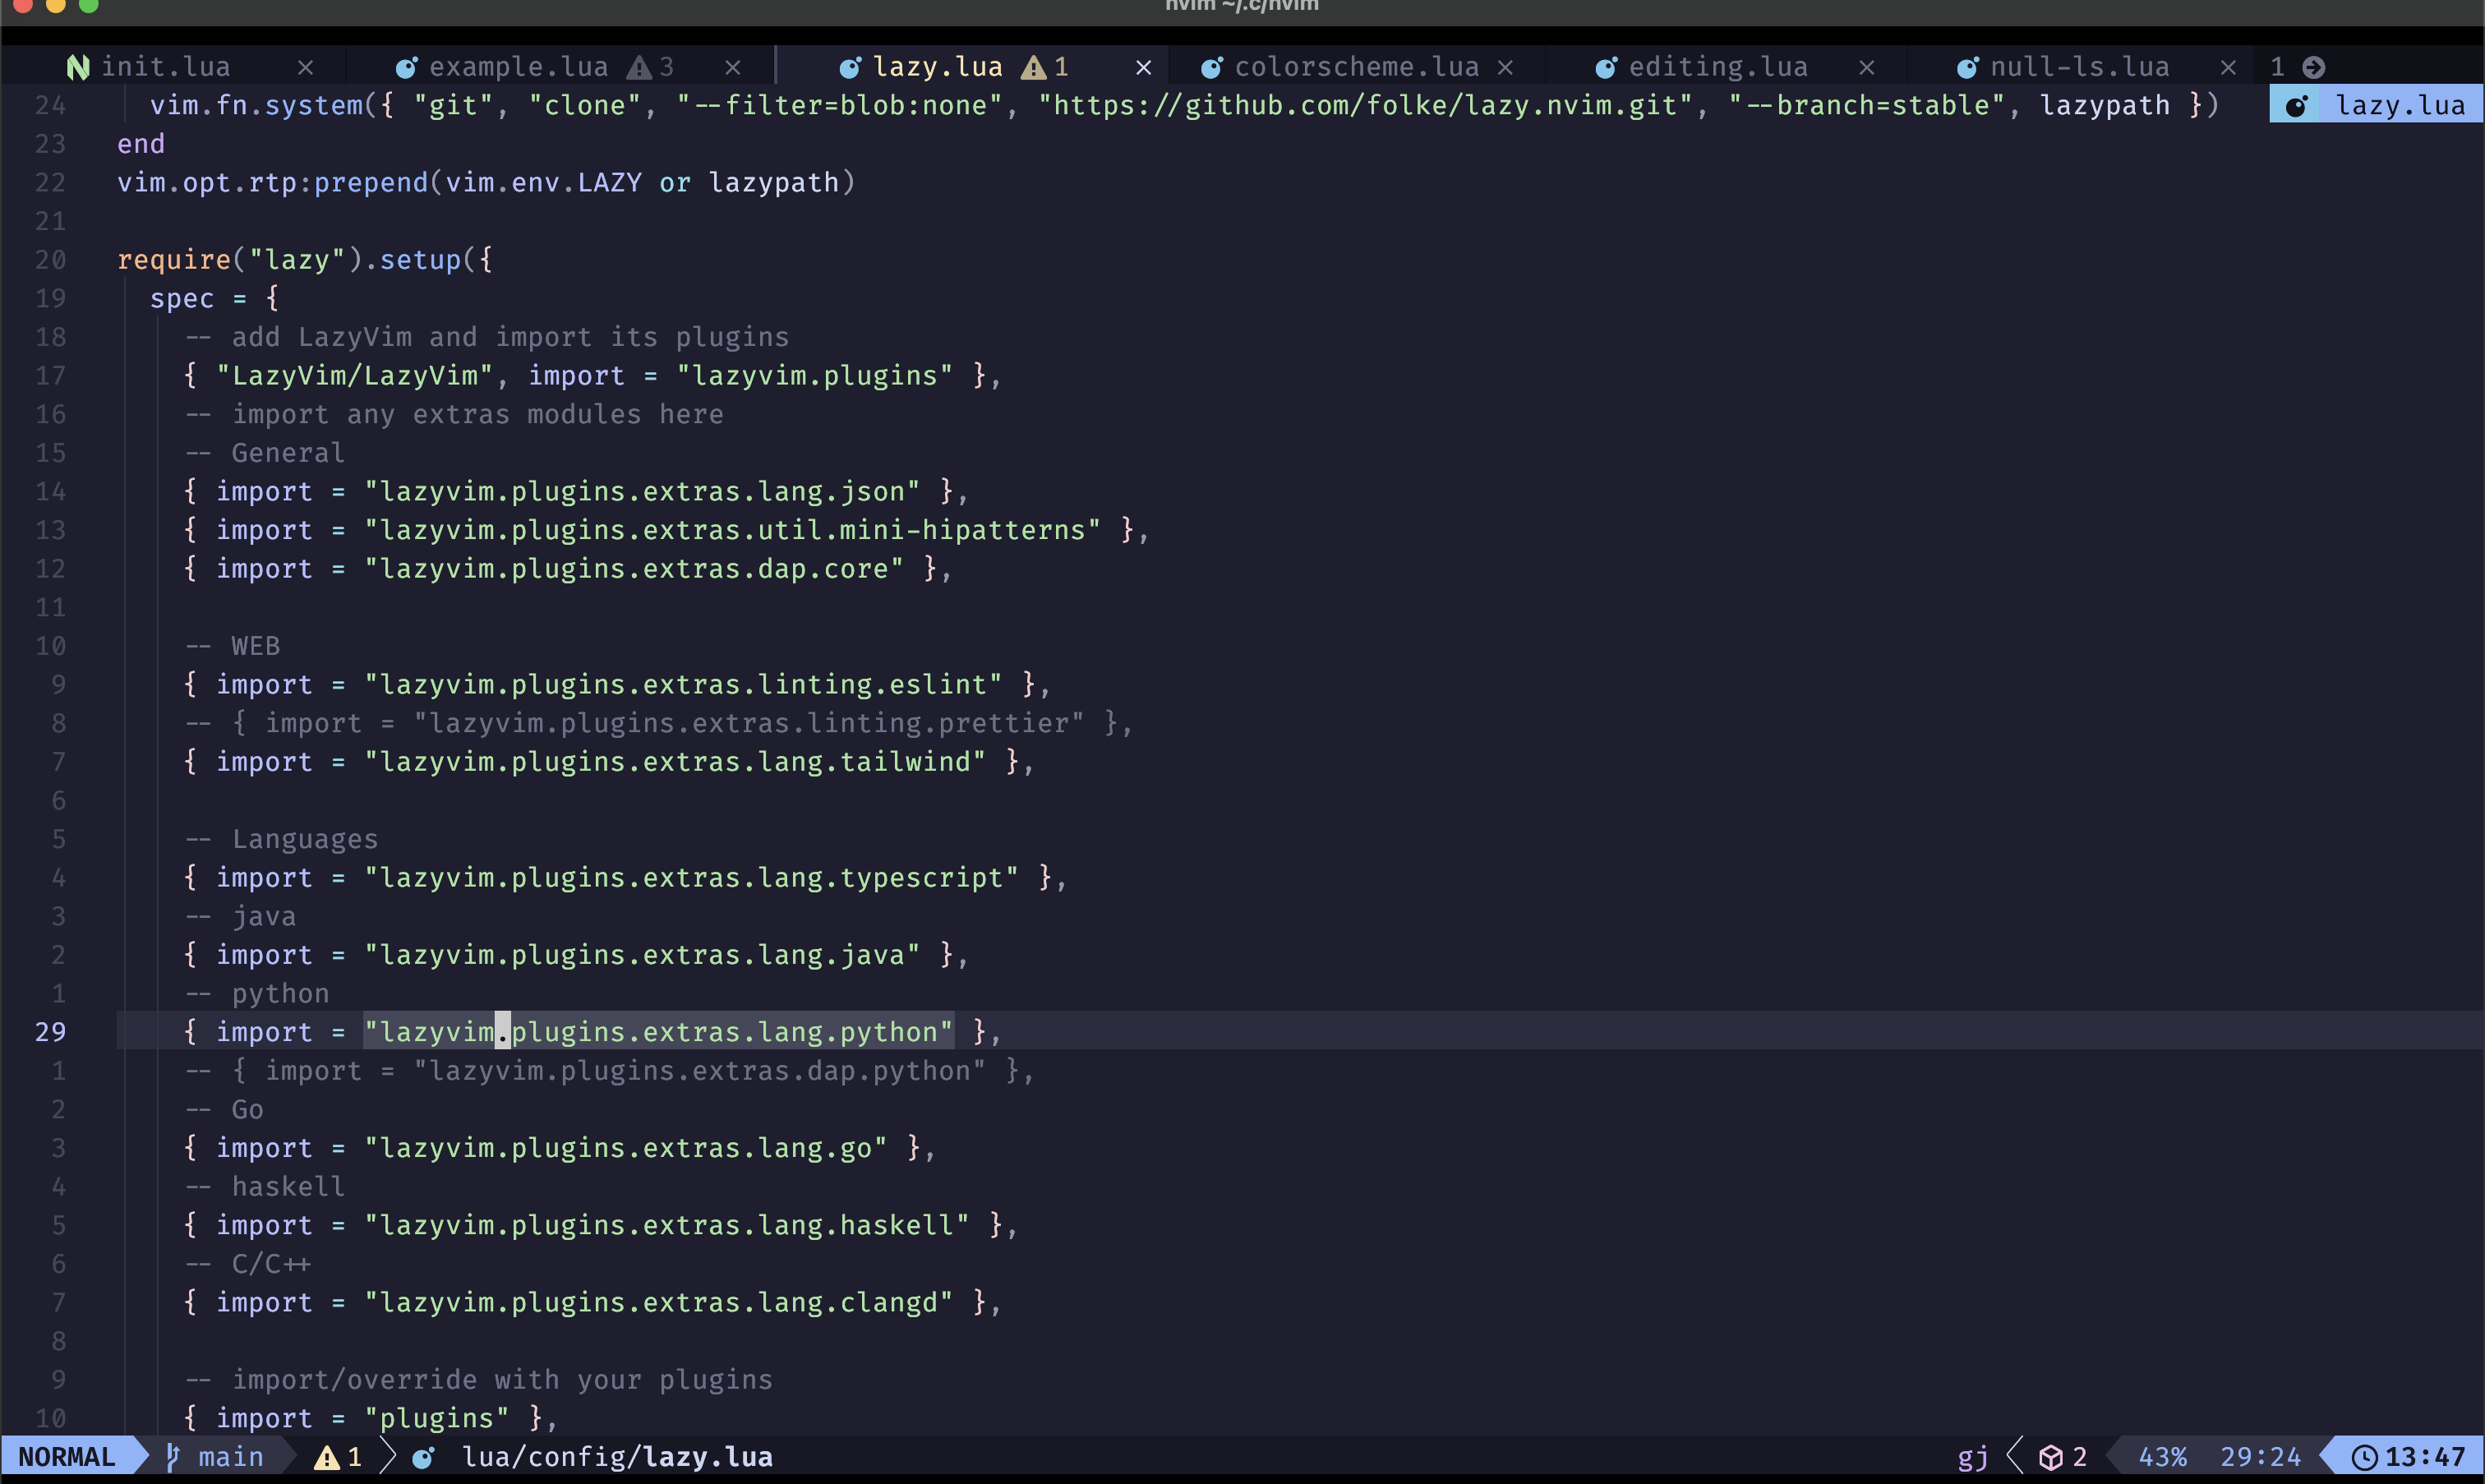 nvim ~/.c/nvim
init.lua × example.lua 3 × lazy.lua 1 × colorscheme.lua × editing.lua × null-ls.lua × 1
24 vim.fn.system({ "git", "clone", "--filter=blob:none", "https://github.com/folke/lazy.nvim.git", "--branch=stable", lazypath }) lazy.lua
23 end
22 vim.opt.rtp:prepend(vim.env.LAZY or lazypath)
21
20 require("lazy").setup({
19 spec = {
18 -- add LazyVim and import its plugins
17 { "LazyVim/LazyVim", import = "lazyvim.plugins" },
16 -- import any extras modules here
15 -- General
14 { import = "lazyvim.plugins.extras.lang.json" },
13 { import = "lazyvim.plugins.extras.util.mini-hipatterns" },
12 { import = "lazyvim.plugins.extras.dap.core" },
11
10 -- WEB
9 { import = "lazyvim.plugins.extras.linting.eslint" },
8 -- { import = "lazyvim.plugins.extras.linting.prettier" },
7 { import = "lazyvim.plugins.extras.lang.tailwind" },
6
5 -- Languages
4 { import = "lazyvim.plugins.extras.lang.typescript" },
3 -- java
2 { import = "lazyvim.plugins.extras.lang.java" },
1 -- python
29 { import = "lazyvim.plugins.extras.lang.python" },
1 -- { import = "lazyvim.plugins.extras.dap.python" },
2 -- Go
3 { import = "lazyvim.plugins.extras.lang.go" },
4 -- haskell
5 { import = "lazyvim.plugins.extras.lang.haskell" },
6 -- C/C++
7 { import = "lazyvim.plugins.extras.lang.clangd" },
8
9 -- import/override with your plugins
10 { import = "plugins" },
NORMAL main 1 lua/config/lazy.lua gj 2 43% 29:24 13:47